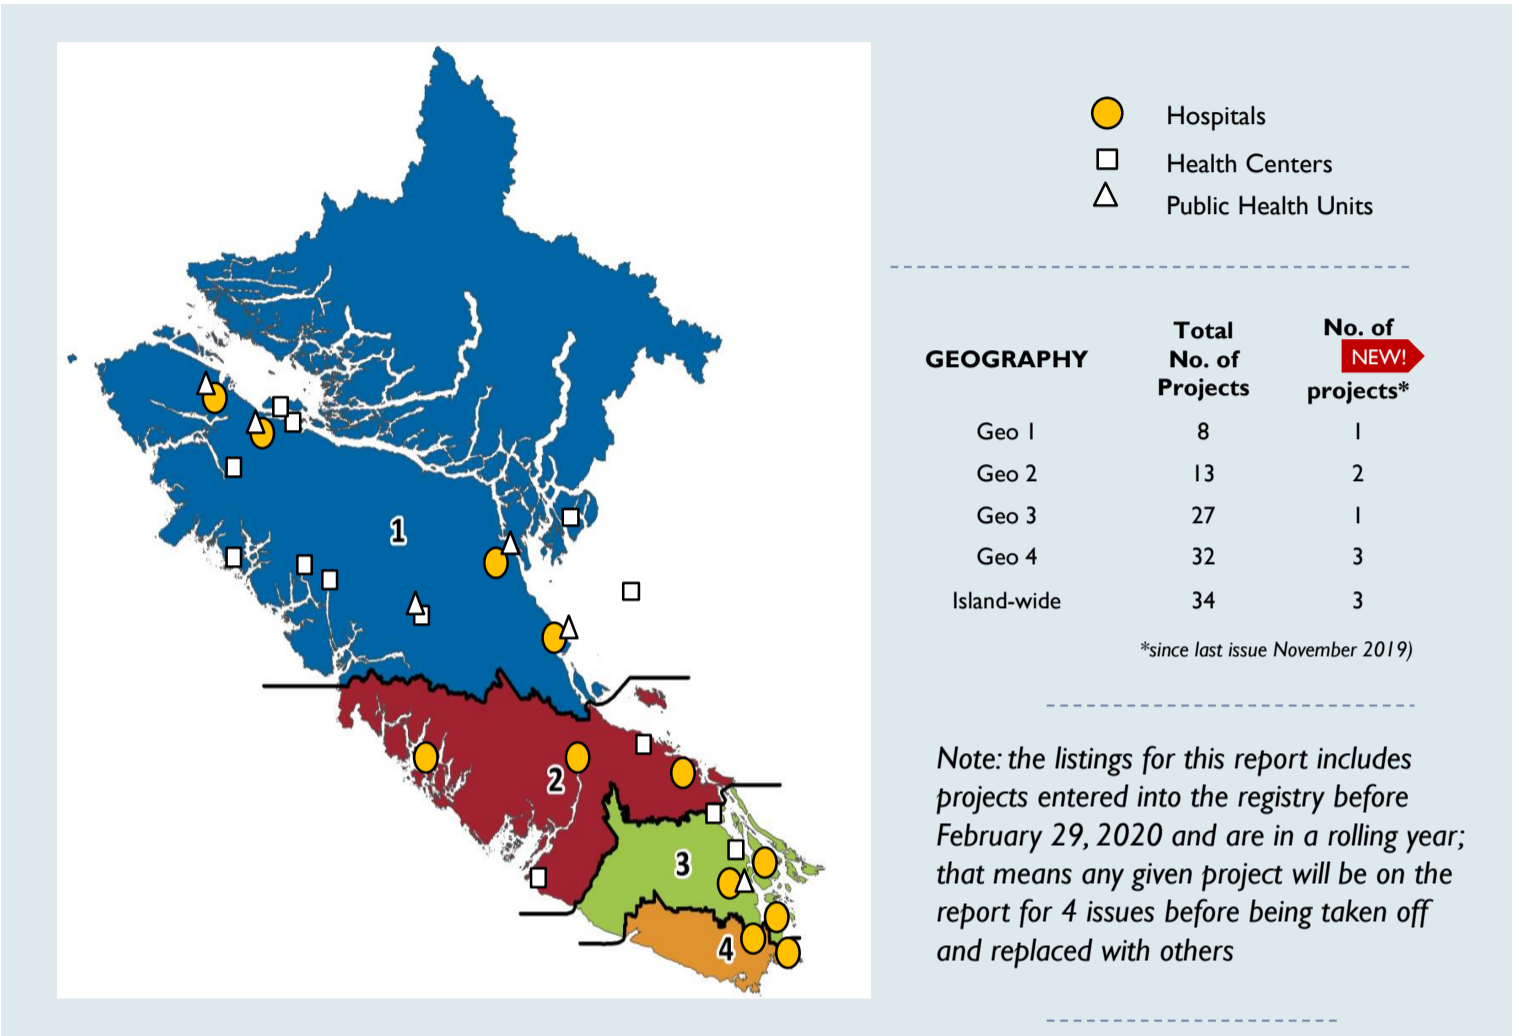 Hospitals
Health Centers
Public Health Units
GEOGRAPHY
Total
No. of
Projects
No. of
NEW!
projects*
Geo 1 8 1
Geo 2 13 2
Geo 3 27 1
Geo 4 32 3
Island-wide 34 3
*since last issue November 2019)
Note: the listings for this report includes
projects entered into the registry before
February 29, 2020 and are in a rolling year;
that means any given project will be on the
report for 4 issues before being taken off
and replaced with others
1
2
3
4